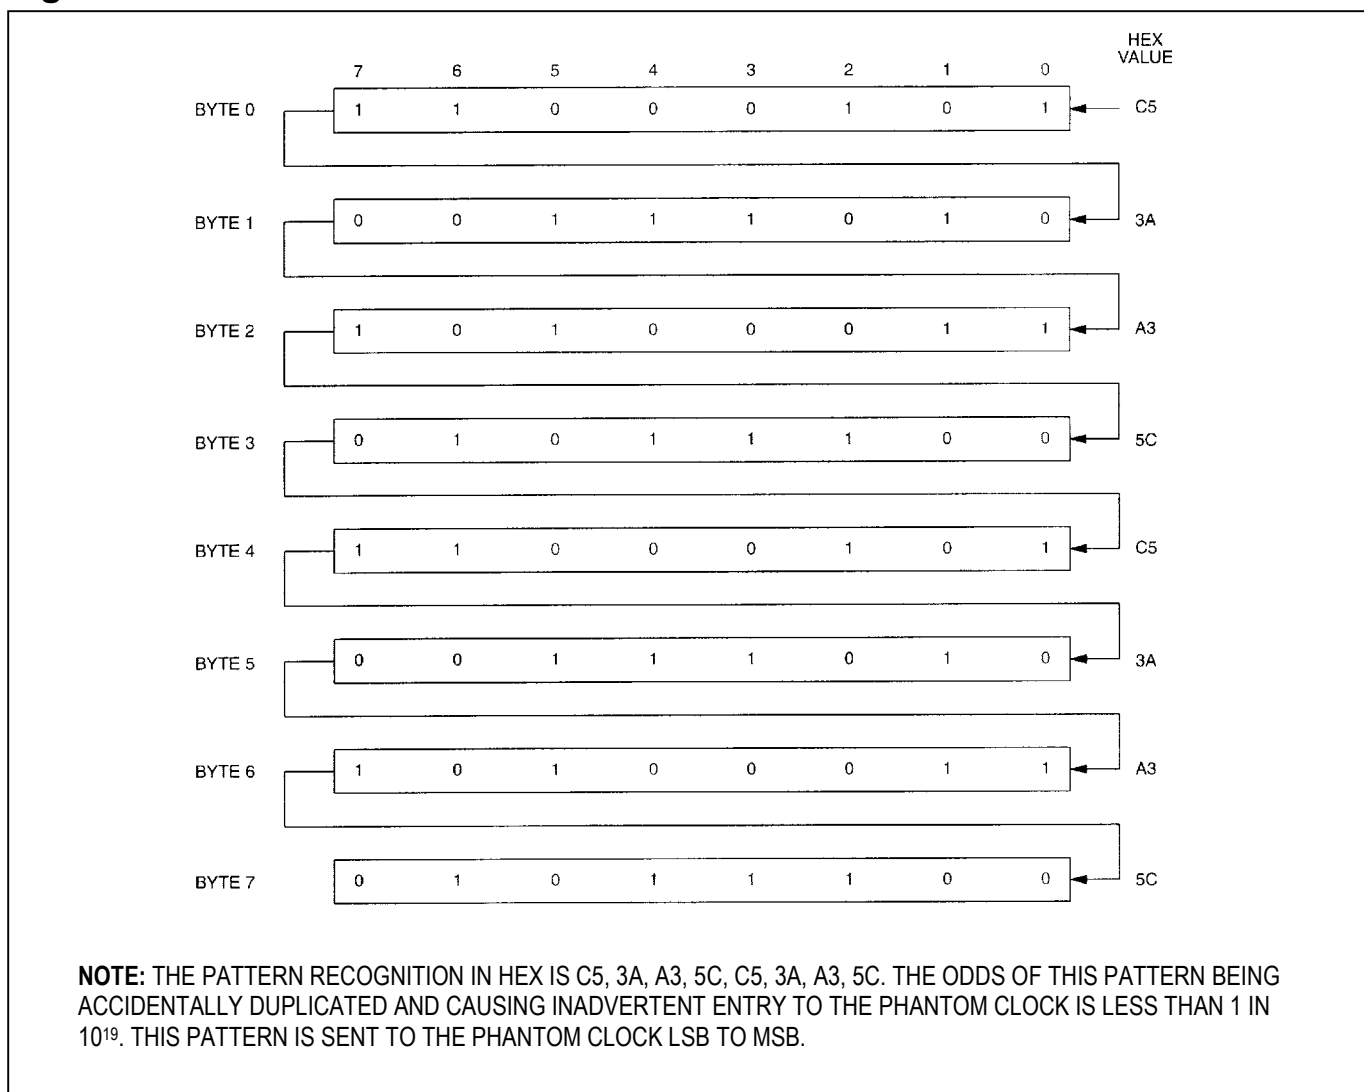 HEX
VALUE
7 6 5 4 3 2 1 0
BYTE 0 1 1 0 0 0 1 0 1 C5
BYTE 1 0 0 1 1 1 0 1 0 3A
BYTE 2 1 0 1 0 0 0 1 1 A3
BYTE 3 0 1 0 1 1 1 0 0 5C
BYTE 4 1 1 0 0 0 1 0 1 C5
BYTE 5 0 0 1 1 1 0 1 0 3A
BYTE 6 1 0 1 0 0 0 1 1 A3
BYTE 7 0 1 0 1 1 1 0 0 5C
NOTE: THE PATTERN RECOGNITION IN HEX IS C5, 3A, A3, 5C, C5, 3A, A3, 5C. THE ODDS OF THIS PATTERN BEING
ACCIDENTALLY DUPLICATED AND CAUSING INADVERTENT ENTRY TO THE PHANTOM CLOCK IS LESS THAN 1 IN
10¹⁹. THIS PATTERN IS SENT TO THE PHANTOM CLOCK LSB TO MSB.